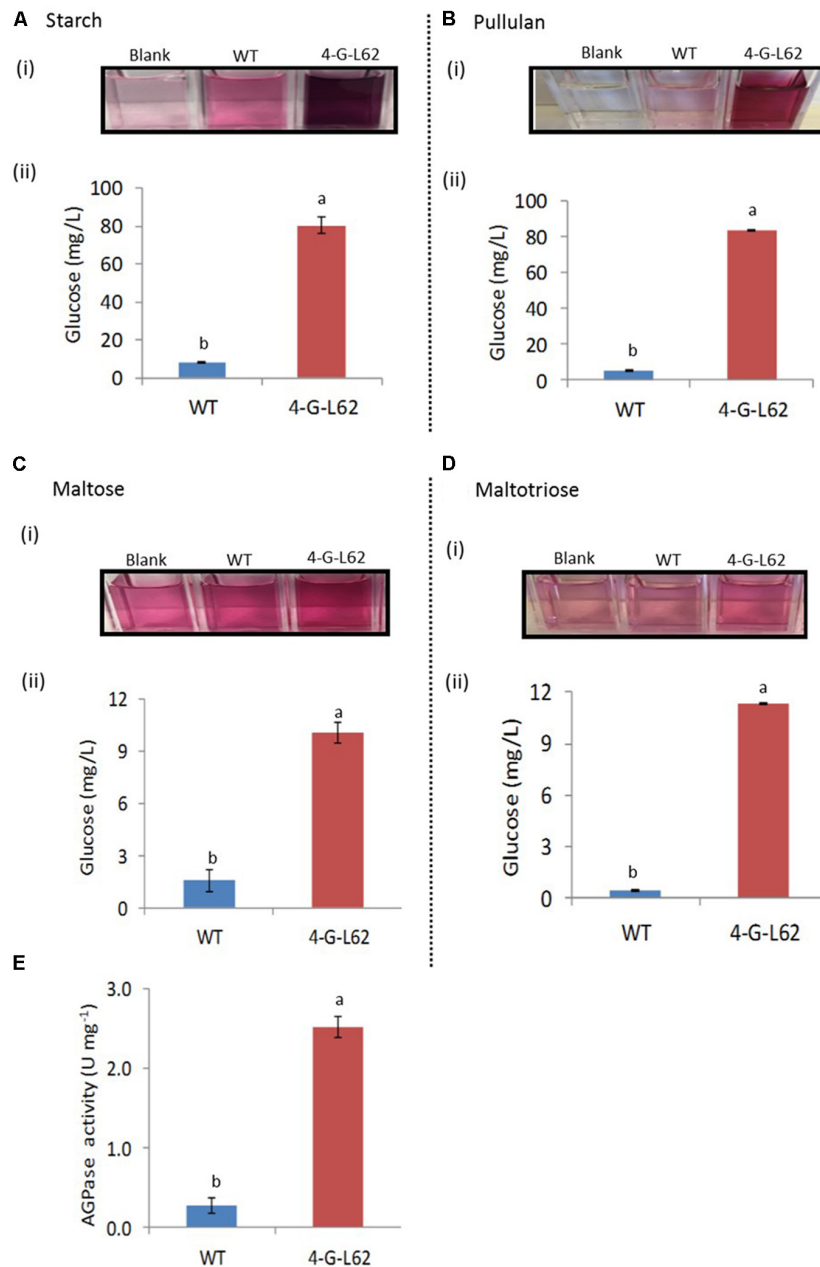 A Starch
(i)
Blank WT 4-G-L62
(ii)
Glucose (mg/L)
100
80
60
40
20
0
a
b
WT 4-G-L62
B Pullulan
(i)
Blank WT 4-G-L62
(ii)
Glucose (mg/L)
100
80
60
40
20
0
a
b
WT 4-G-L62
C
Maltose
(i)
Blank WT 4-G-L62
(ii)
Glucose (mg/L)
12
9
6
3
0
a
b
WT 4-G-L62
D
Maltotriose
(i)
Blank WT 4-G-L62
(ii)
Glucose (mg/L)
12
9
6
3
0
a
b
WT 4-G-L62
E
AGPase activity (U mg⁻¹)
3.0
2.0
1.0
0.0
a
b
WT 4-G-L62